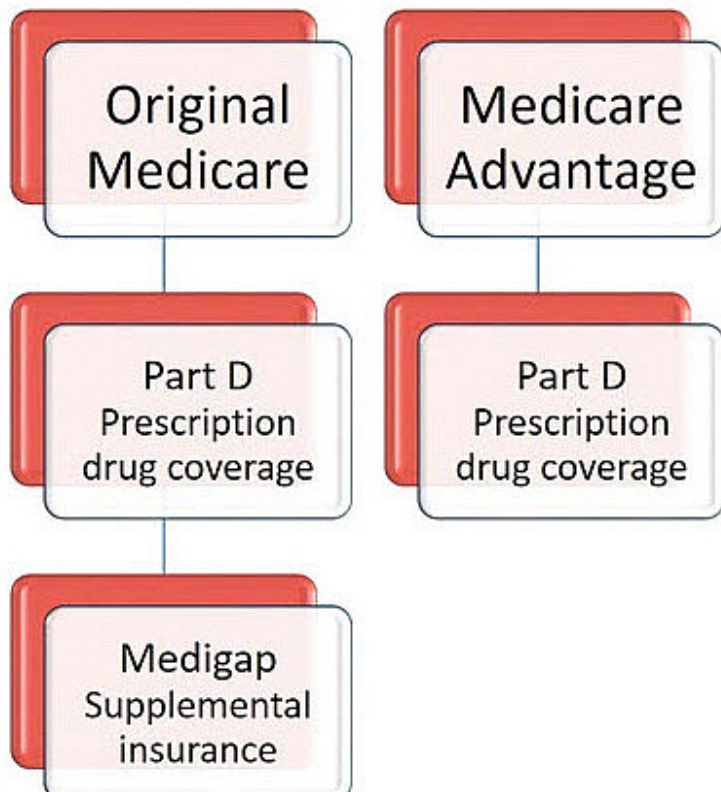 Original
Medicare
Part D
Prescription
drug coverage
Medigap
Supplemental
insurance
Medicare
Advantage
Part D
Prescription
drug coverage